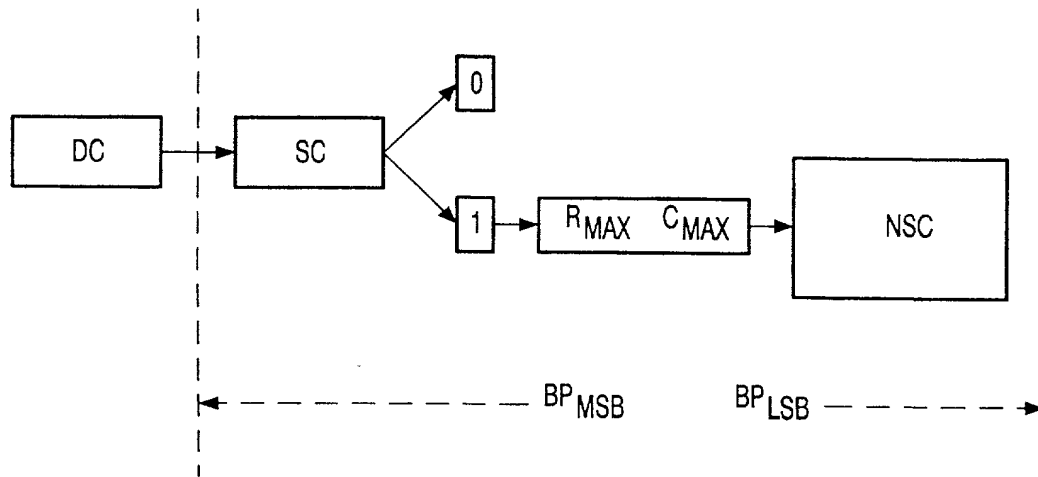 0
DC
SC
1
R_MAX C_MAX
NSC
BP_MSB
BP_LSB